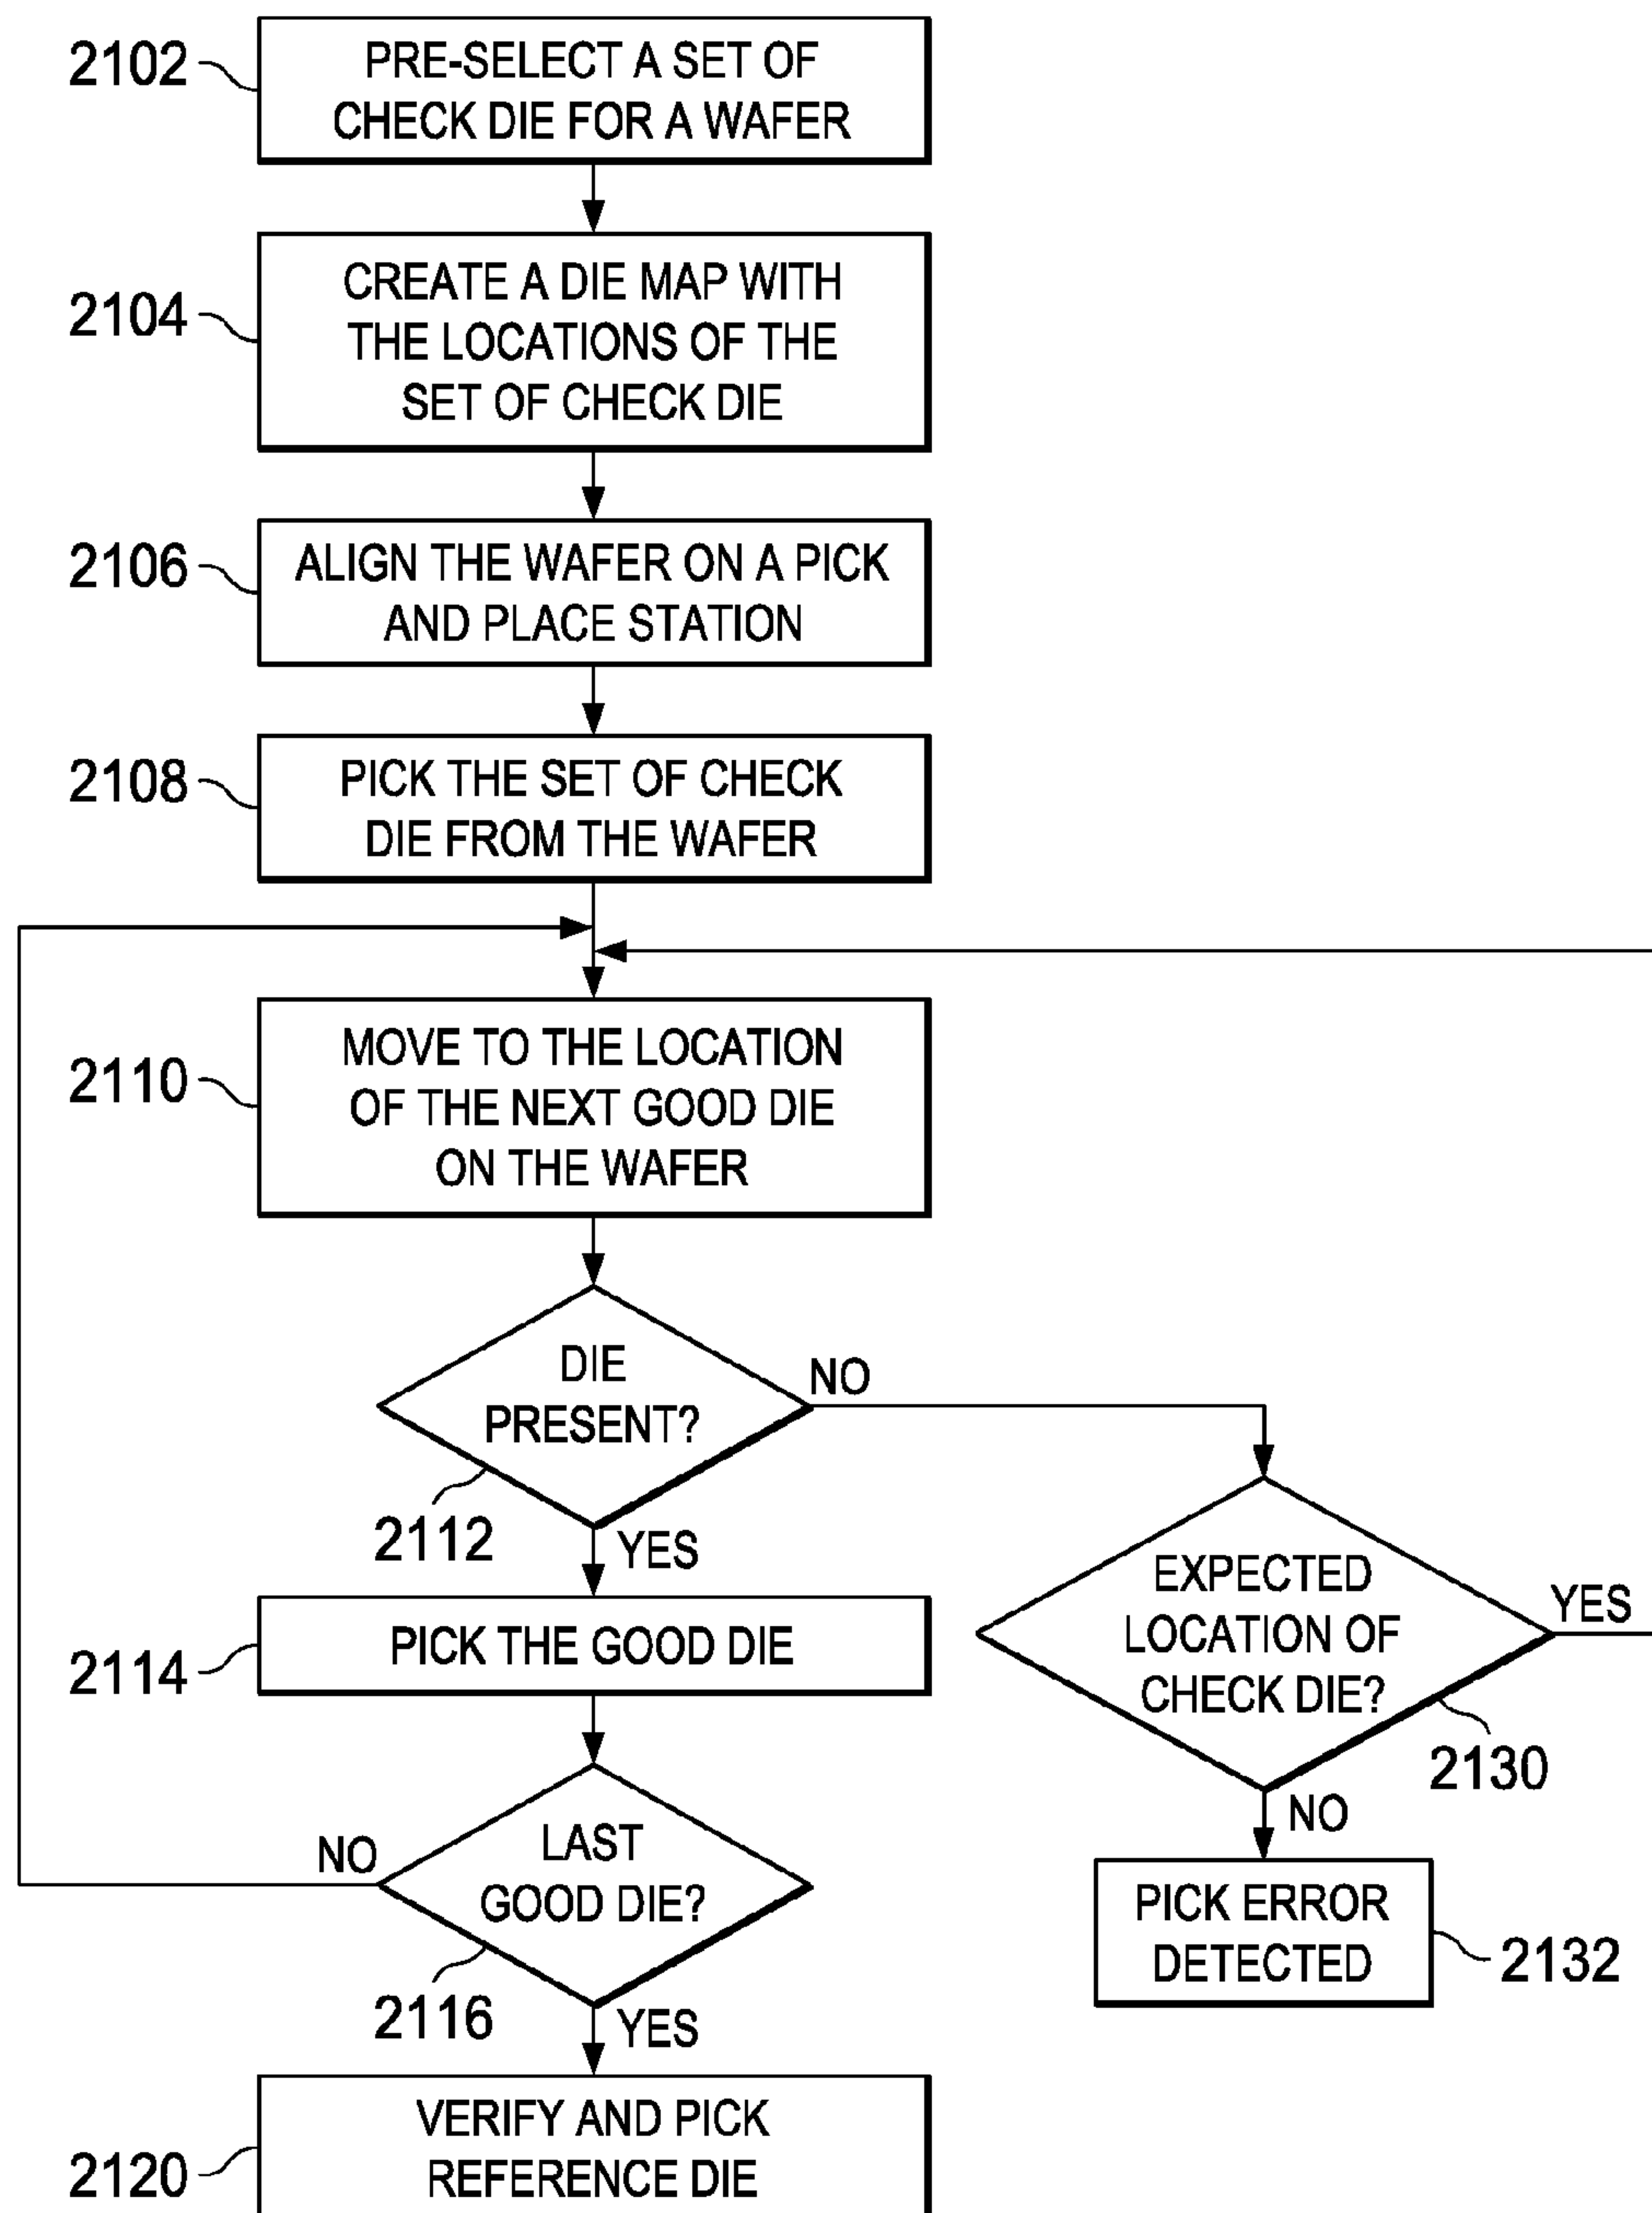 2102
PRE-SELECT A SET OF
CHECK DIE FOR A WAFER
2104
CREATE A DIE MAP WITH
THE LOCATIONS OF THE
SET OF CHECK DIE
2106
ALIGN THE WAFER ON A PICK
AND PLACE STATION
2108
PICK THE SET OF CHECK
DIE FROM THE WAFER
2110
MOVE TO THE LOCATION
OF THE NEXT GOOD DIE
ON THE WAFER
DIE
PRESENT?
NO
2112
YES
EXPECTED
LOCATION OF
CHECK DIE?
YES
2130
NO
2114
PICK THE GOOD DIE
LAST
GOOD DIE?
NO
2116
YES
PICK ERROR
DETECTED
2132
2120
VERIFY AND PICK
REFERENCE DIE